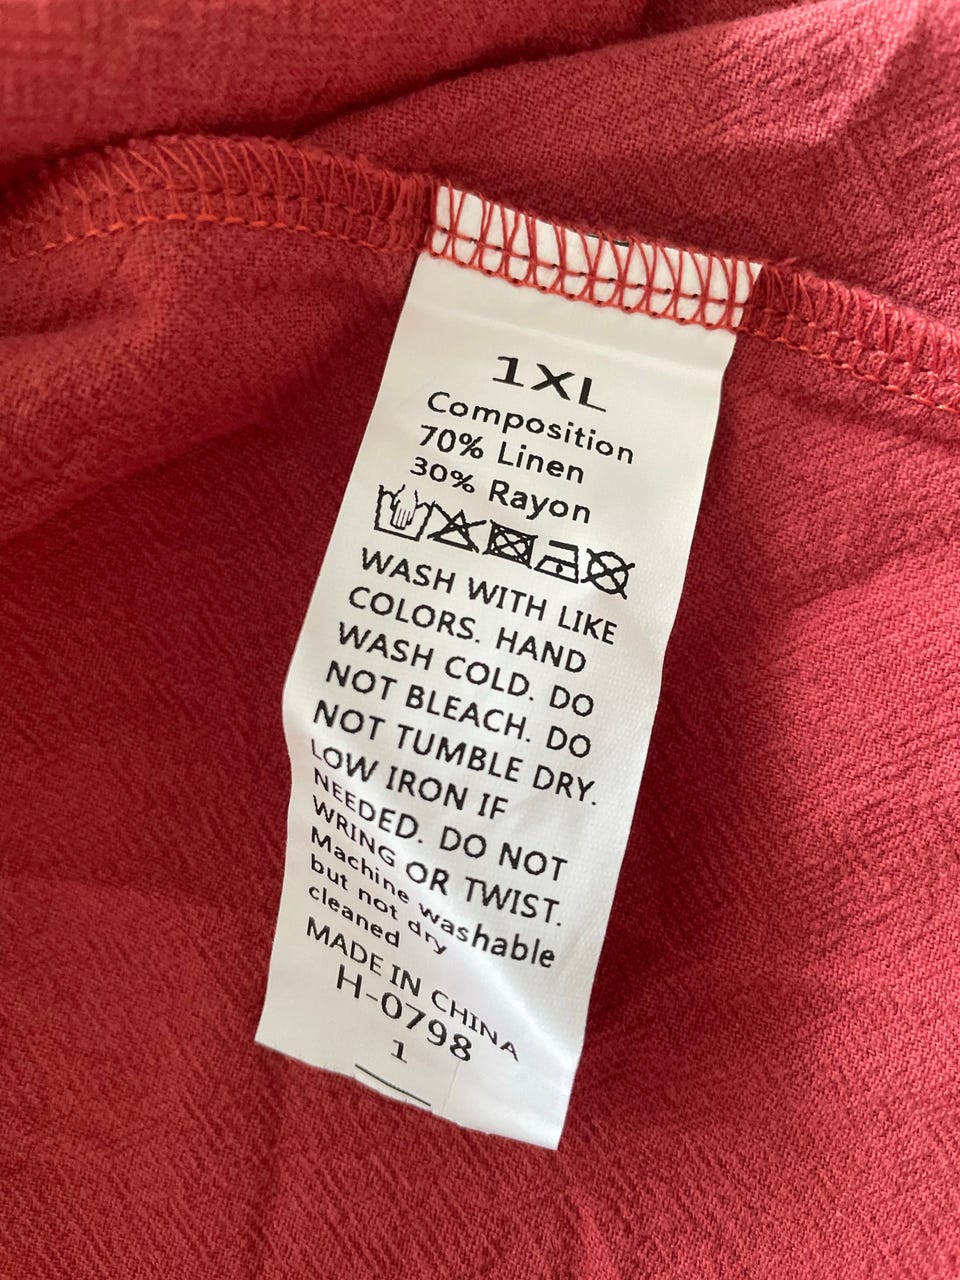 1XL
Composition
70% Linen
30% Rayon
WASH WITH LIKE
COLORS. HAND
WASH COLD. DO
NOT BLEACH. DO
NOT TUMBLE DRY.
LOW IRON IF
NEEDED. DO NOT
WRING OR TWIST.
Machine washable
but not dry
cleaned
MADE IN CHINA
H-0798
1